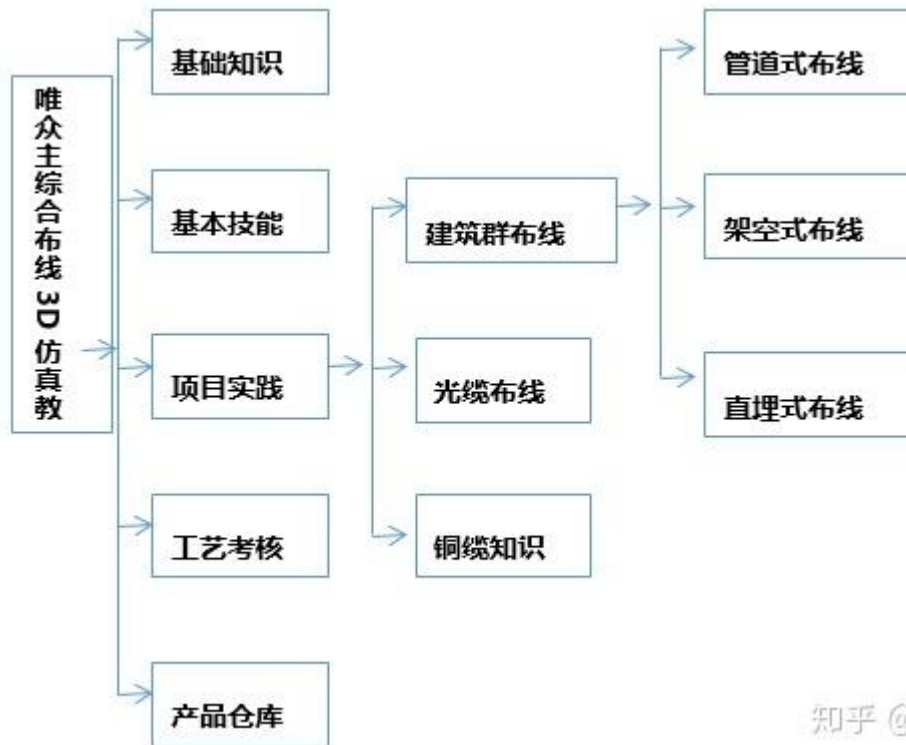 唯众主综合布线 3D 仿真教
基础知识
基本技能
项目实践
工艺考核
产品仓库
建筑群布线
光缆布线
铜缆知识
管道式布线
架空式布线
直埋式布线
知乎 @